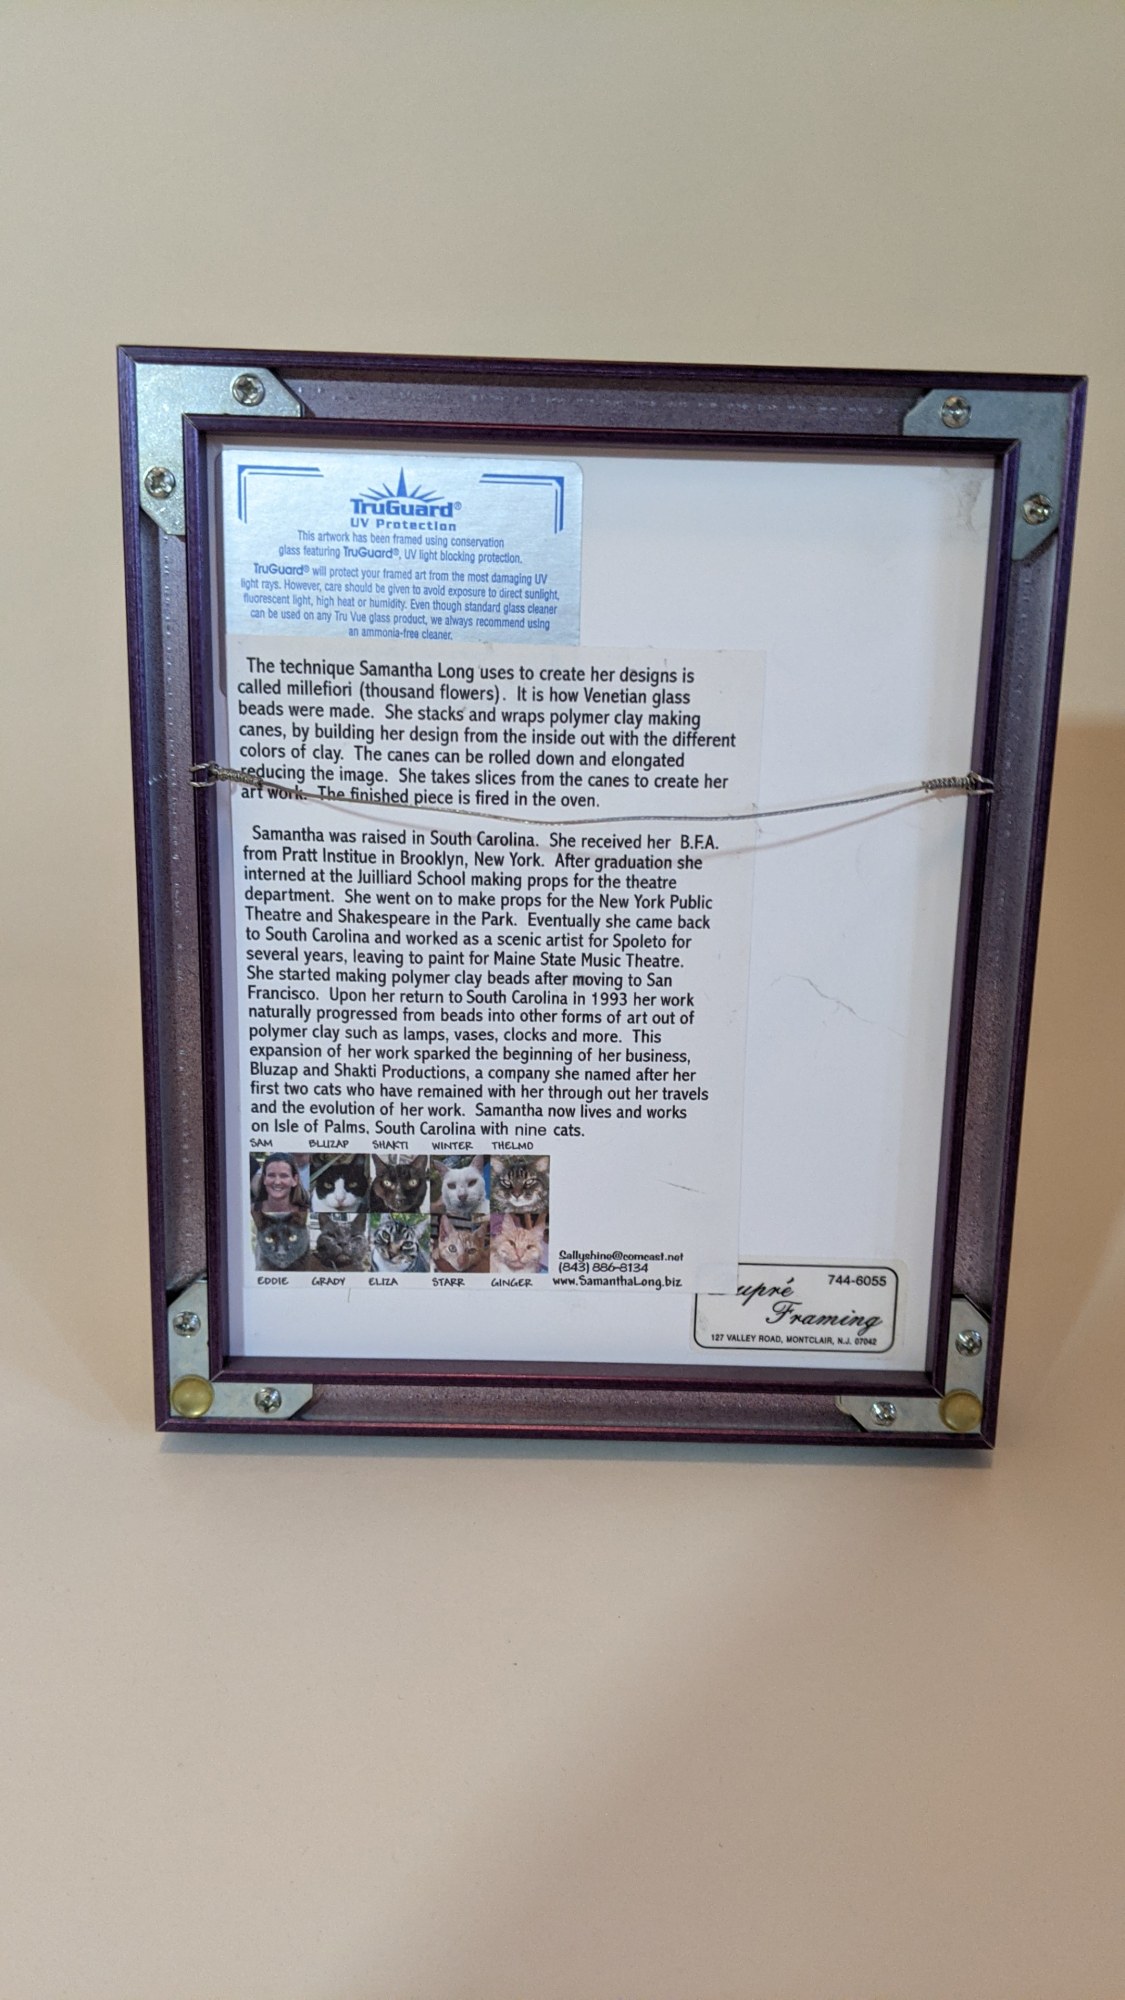 TruGuard®
UV Protection
This artwork has been framed using conservation
glass featuring TruGuard®, UV light blocking protection.
TruGuard® will protect your framed art from the most damaging UV
light rays. However, care should be given to avoid exposure to direct sunlight,
fluorescent light, high heat or humidity. Even though standard glass cleaner
can be used on any Tru Vue glass product, we always recommend using
an ammonia-free cleaner.
The technique Samantha Long uses to create her designs is
called millefiori (thousand flowers). It is how Venetian glass
beads were made. She stacks and wraps polymer clay making
canes, by building her design from the inside out with the different
colors of clay. The canes can be rolled down and elongated
reducing the image. She takes slices from the canes to create her
art work. The finished piece is fired in the oven.
Samantha was raised in South Carolina. She received her B.F.A.
from Pratt Institue in Brooklyn, New York. After graduation she
interned at the Juilliard School making props for the theatre
department. She went on to make props for the New York Public
Theatre and Shakespeare in the Park. Eventually she came back
to South Carolina and worked as a scenic artist for Spoleto for
several years, leaving to paint for Maine State Music Theatre.
She started making polymer clay beads after moving to San
Francisco. Upon her return to South Carolina in 1993 her work
naturally progressed from beads into other forms of art out of
polymer clay such as lamps, vases, clocks and more. This
expansion of her work sparked the beginning of her business,
Bluzap and Shakti Productions, a company she named after her
first two cats who have remained with her through out her travels
and the evolution of her work. Samantha now lives and works
on Isle of Palms, South Carolina with nine cats.
SAM BLUZAP SHAKTI WINTER THELMO
EDDIE GRADY ELIZA STARR GINGER
Sallyshino@comcast.net
(843) 886-8134
www.SamanthaLong.biz
744-6055
Framing
127 VALLEY ROAD, MONTCLAIR, N.J. 07042